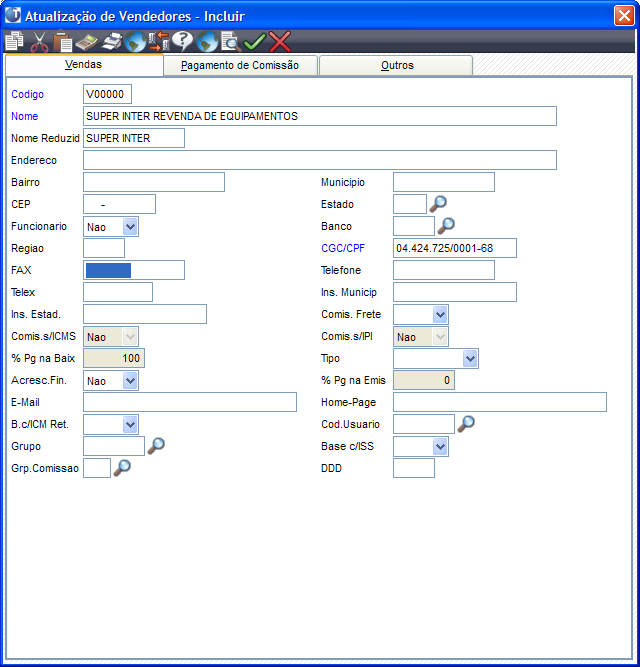 Atualização de Vendedores - Incluir
Vendas Pagamento de Comissão Outros
Codigo V00000
Nome SUPER INTER REVENDA DE EQUIPAMENTOS
Nome Reduzid SUPER INTER
Endereco
Bairro Municipio
CEP - Estado
Funcionario Nao Banco
Regiao CGC/CPF 04.424.725/0001-68
FAX Telefone
Telex Ins. Municip
Ins. Estad. Comis. Frete
Comis.s/ICMS Nao Comis.s/IPI Nao
% Pg na Baix 100 Tipo
Acresc.Fin. Nao % Pg na Emis 0
E-Mail Home-Page
B.c/ICM Ret. Cod.Usuario
Grupo Base c/ISS
Grp.Comissao DDD